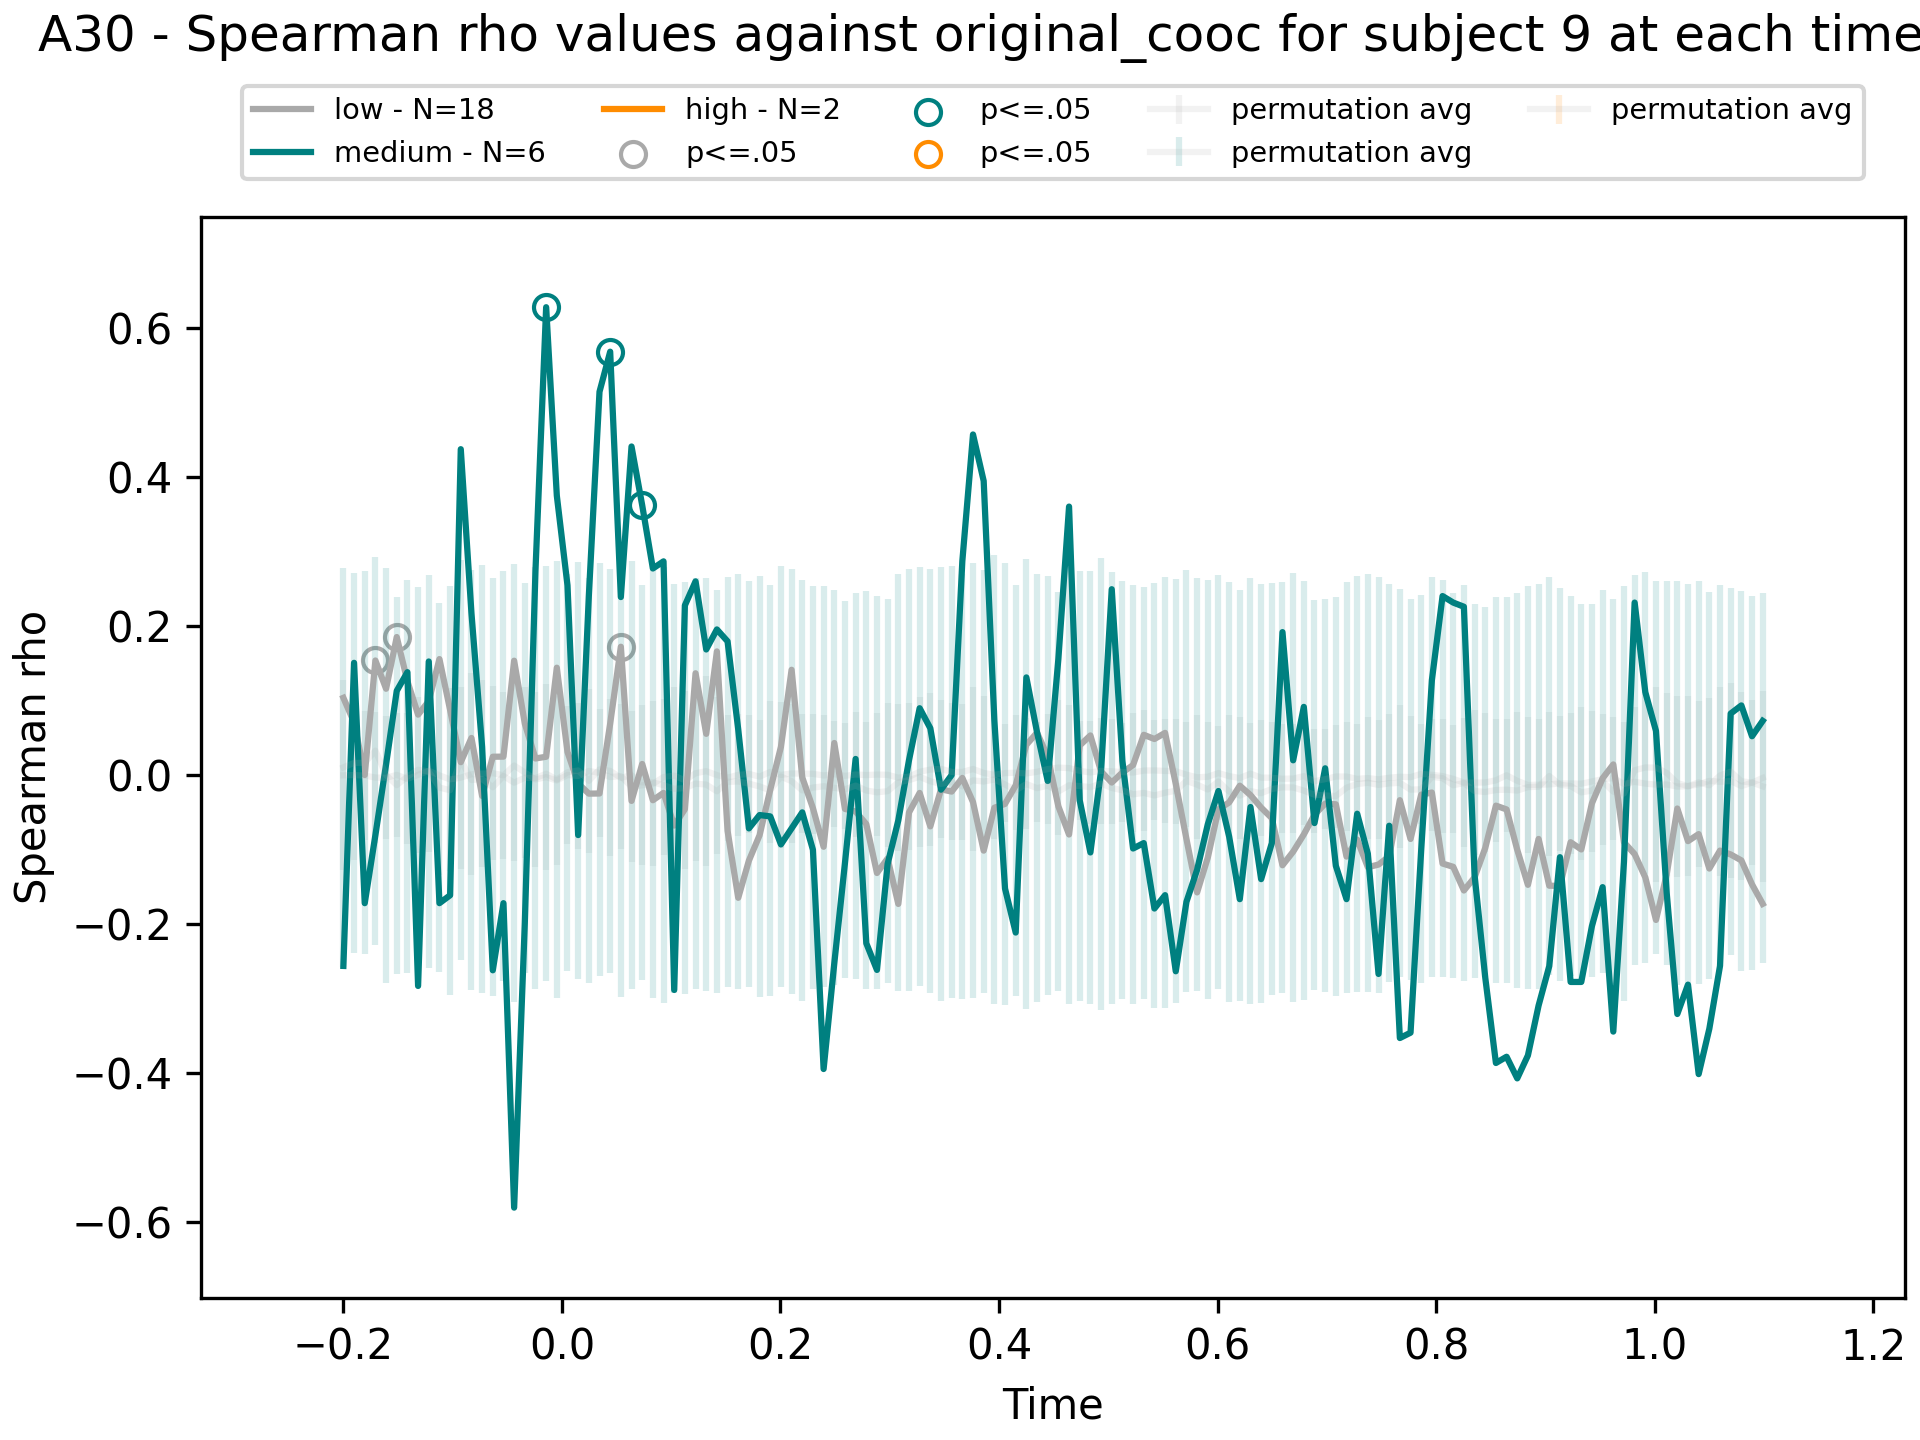 A30 - Spearman rho values against original_cooc for subject 9 at each time
low - N=18 high - N=2 p<=.05 permutation avg permutation avg
medium - N=6 p<=.05 p<=.05 permutation avg
0.6
0.4
0.2
0.0
−0.2
−0.4
−0.6
Spearman rho
−0.2 0.0 0.2 0.4 0.6 0.8 1.0 1.2
Time